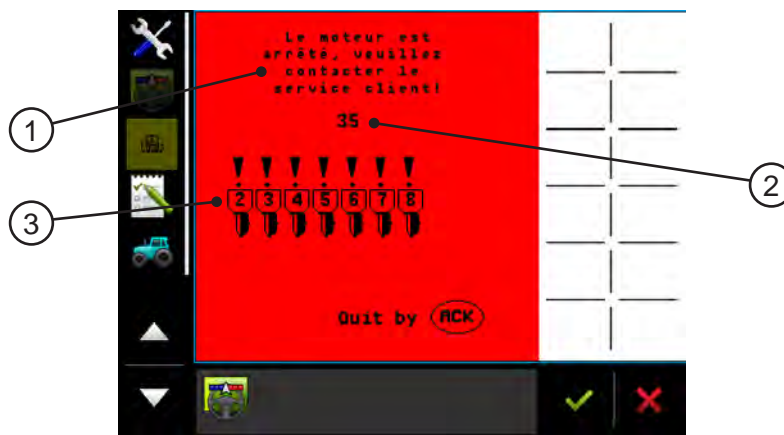 Le moteur est
arrêté, veuillez
contacter le
service client!
35
1
2
3
2 3 4 5 6 7 8
Quit by ACK